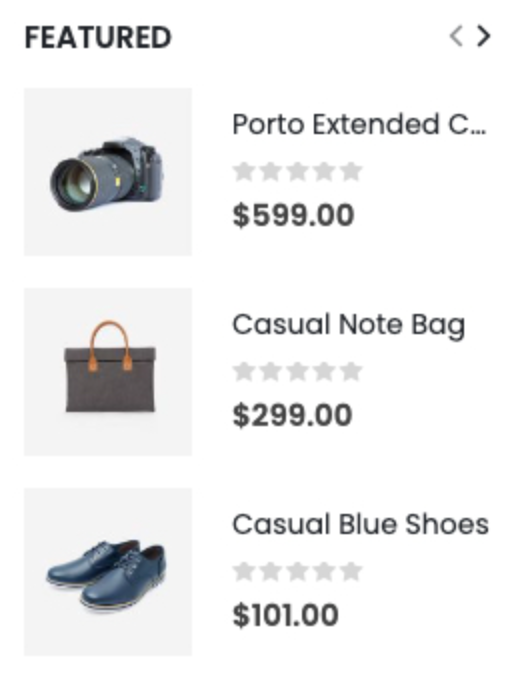 FEATURED
Porto Extended C...
$599.00
Casual Note Bag
$299.00
Casual Blue Shoes
$101.00